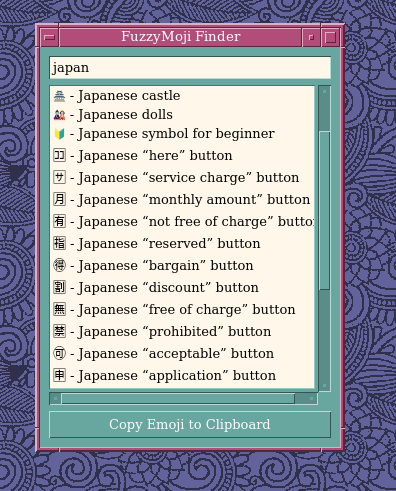 FuzzyMoji Finder
japan
🏯 - Japanese castle
🎎 - Japanese dolls
🔰 - Japanese symbol for beginner
🈁 - Japanese “here” button
🈂 - Japanese “service charge” button
🈷 - Japanese “monthly amount” button
🈶 - Japanese “not free of charge” butto
🈯 - Japanese “reserved” button
🉐 - Japanese “bargain” button
🈹 - Japanese “discount” button
🈚 - Japanese “free of charge” button
🈲 - Japanese “prohibited” button
🉑 - Japanese “acceptable” button
🈸 - Japanese “application” button
Copy Emoji to Clipboard